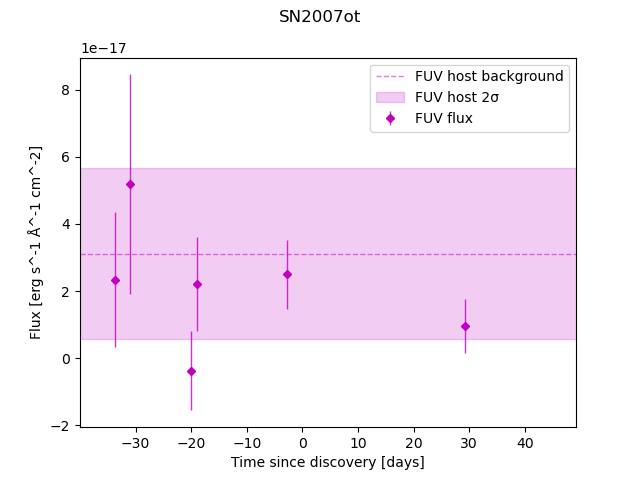 SN2007ot
1e−17
FUV host background
FUV host 2σ
FUV flux
8
6
4
2
0
−2
Flux [erg s^-1 Å^-1 cm^-2]
−30 −20 −10 0 10 20 30 40
Time since discovery [days]